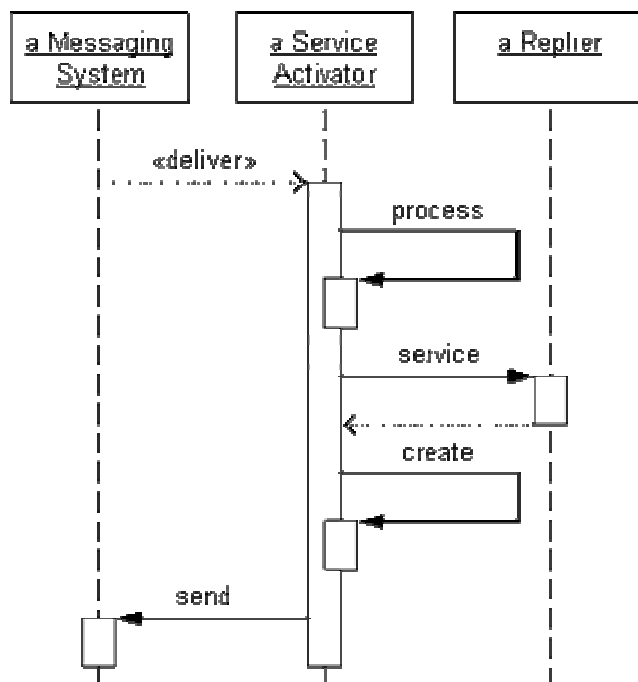 a Messaging
System
a Service
Activator
a Replier
«deliver»
process
service
create
send